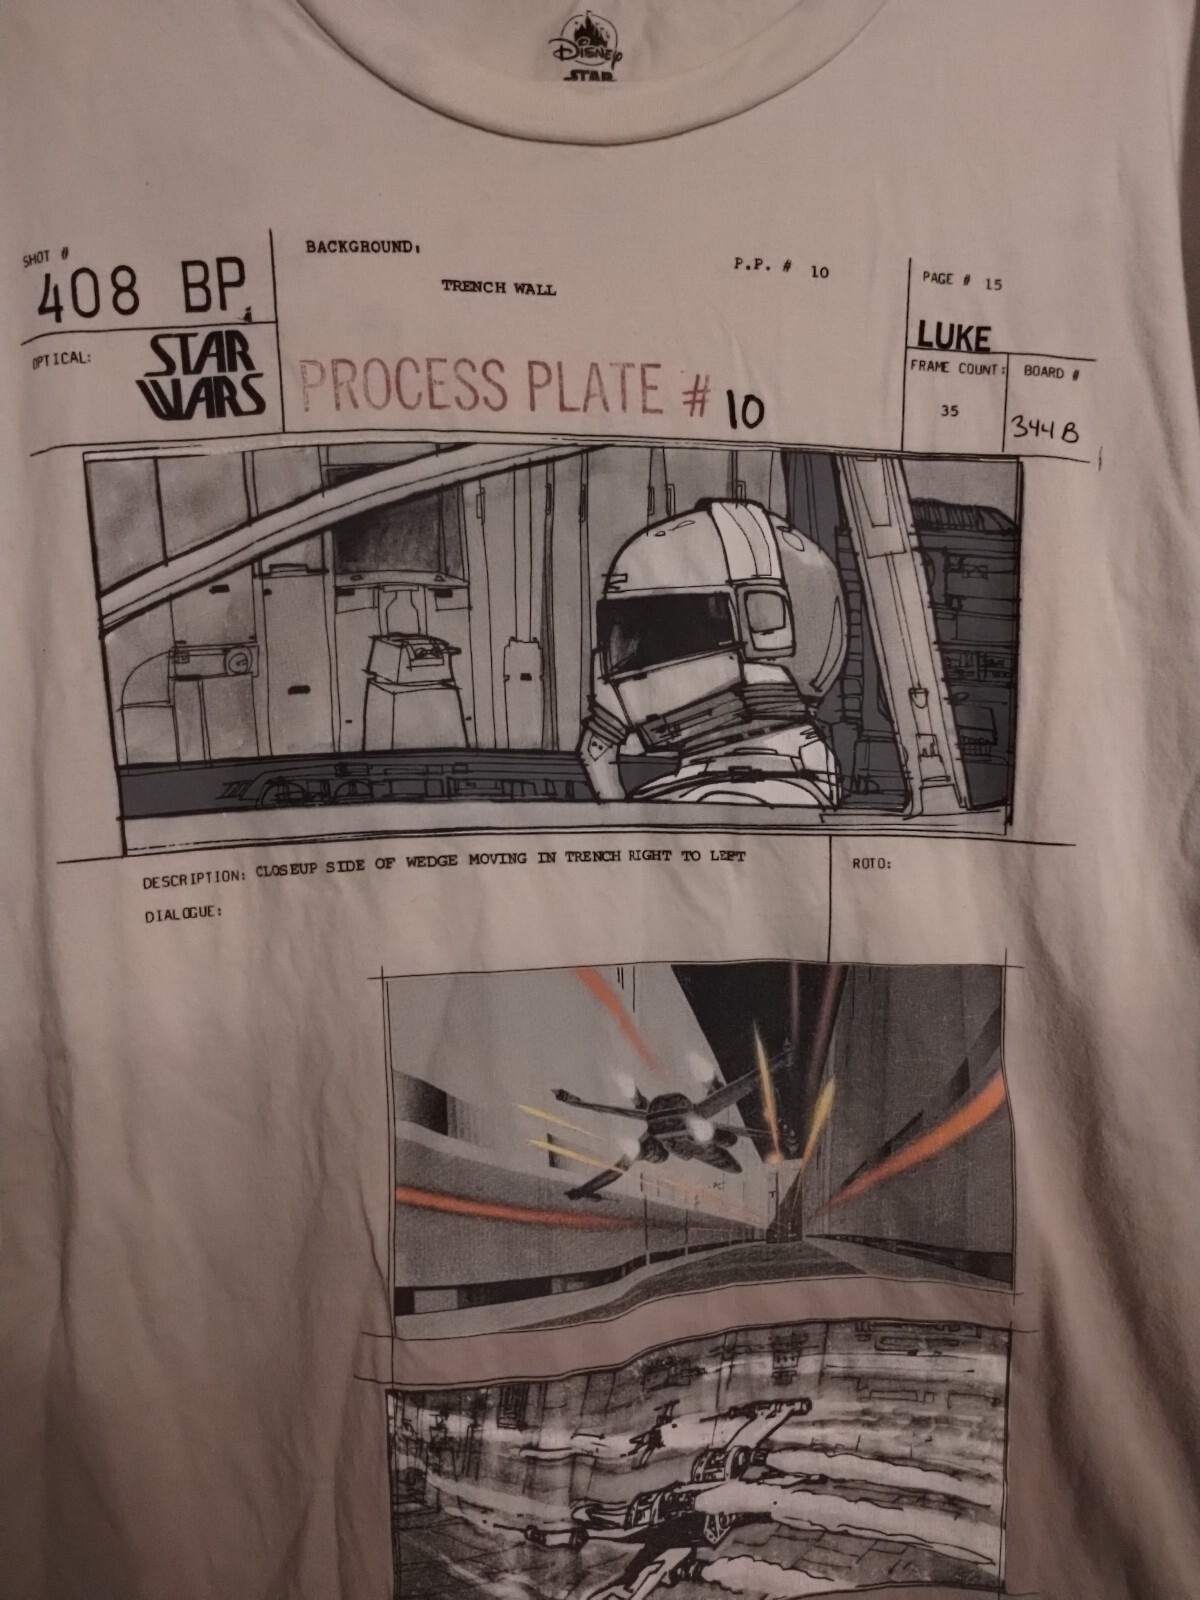 Disney
STAR
SHOT #
408 BP
BACKGROUND:
TRENCH WALL
P.P. # 10
PAGE # 15
LUKE
OPTICAL:
STAR
WARS
PROCESS PLATE # 10
FRAME COUNT:
35
BOARD #
344B
DESCRIPTION: CLOSEUP SIDE OF WEDGE MOVING IN TRENCH RIGHT TO LEFT
DIALOGUE:
ROTO: